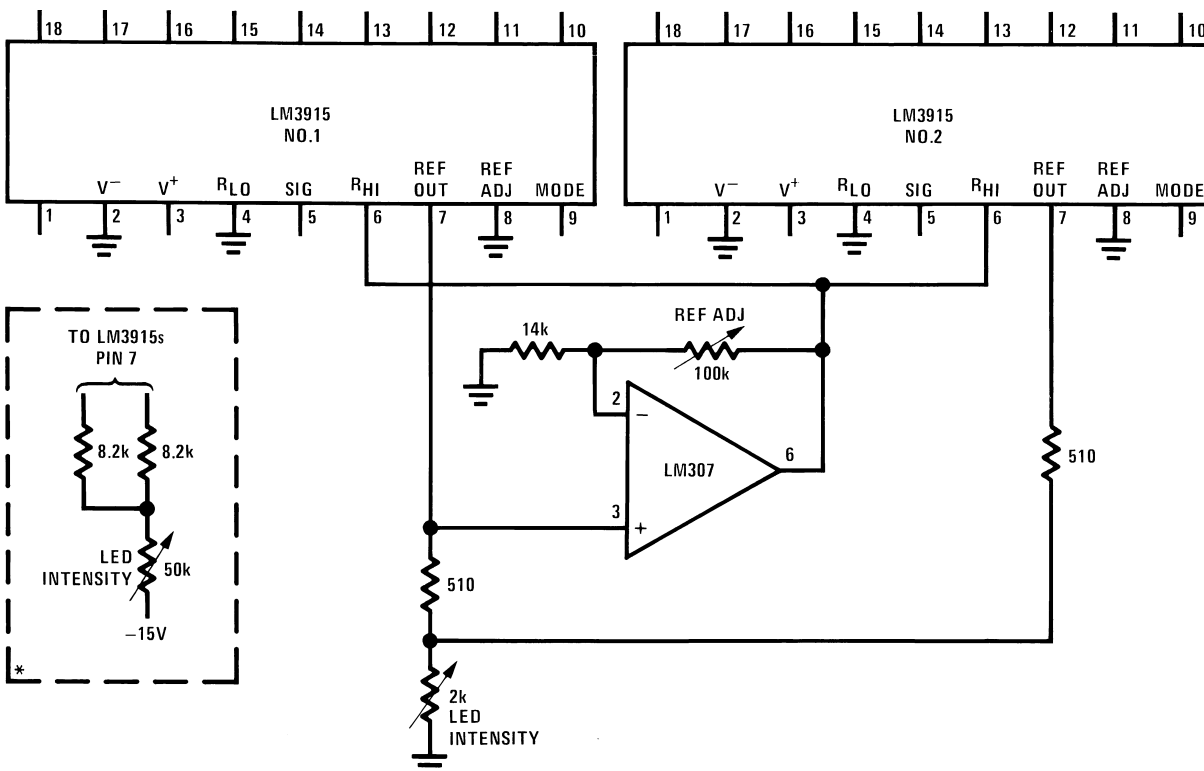 18 17 16 15 14 13 12 11 10
18 17 16 15 14 13 12 11 10
LM3915
NO.1
V− V+ RLO SIG RHI REF OUT REF ADJ MODE
1 2 3 4 5 6 7 8 9
LM3915
NO.2
V− V+ RLO SIG RHI REF OUT REF ADJ MODE
1 2 3 4 5 6 7 8 9
TO LM3915s
PIN 7
8.2k 8.2k
LED
INTENSITY
50k
−15V
*
14k
REF ADJ
100k
2
−
LM307
6
3
+
510
510
2k
LED
INTENSITY